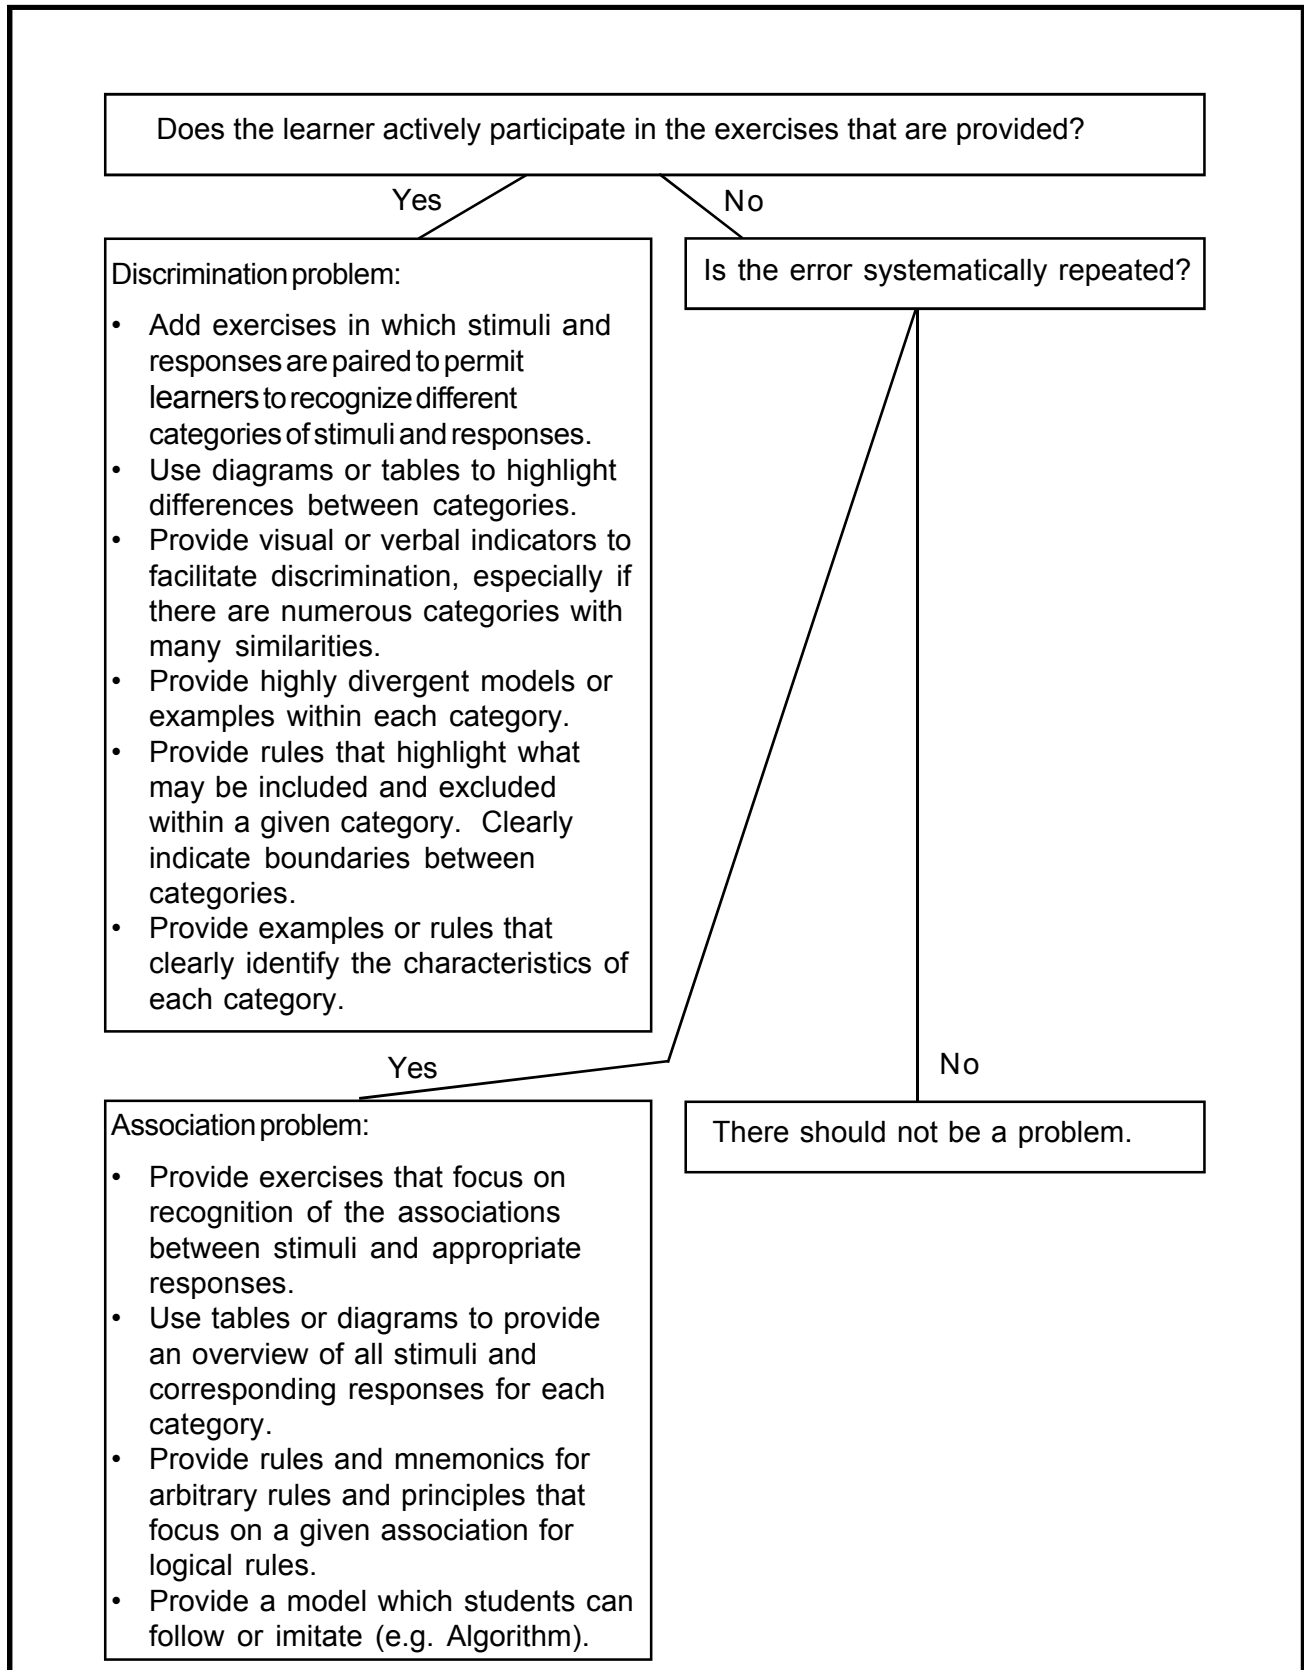 Does the learner actively participate in the exercises that are provided?
Yes
No
Discrimination problem:
• Add exercises in which stimuli and
responses are paired to permit
learners to recognize different
categories of stimuli and responses.
• Use diagrams or tables to highlight
differences between categories.
• Provide visual or verbal indicators to
facilitate discrimination, especially if
there are numerous categories with
many similarities.
• Provide highly divergent models or
examples within each category.
• Provide rules that highlight what
may be included and excluded
within a given category. Clearly
indicate boundaries between
categories.
• Provide examples or rules that
clearly identify the characteristics of
each category.
Is the error systematically repeated?
Yes
No
Association problem:
• Provide exercises that focus on
recognition of the associations
between stimuli and appropriate
responses.
• Use tables or diagrams to provide
an overview of all stimuli and
corresponding responses for each
category.
• Provide rules and mnemonics for
arbitrary rules and principles that
focus on a given association for
logical rules.
• Provide a model which students can
follow or imitate (e.g. Algorithm).
There should not be a problem.